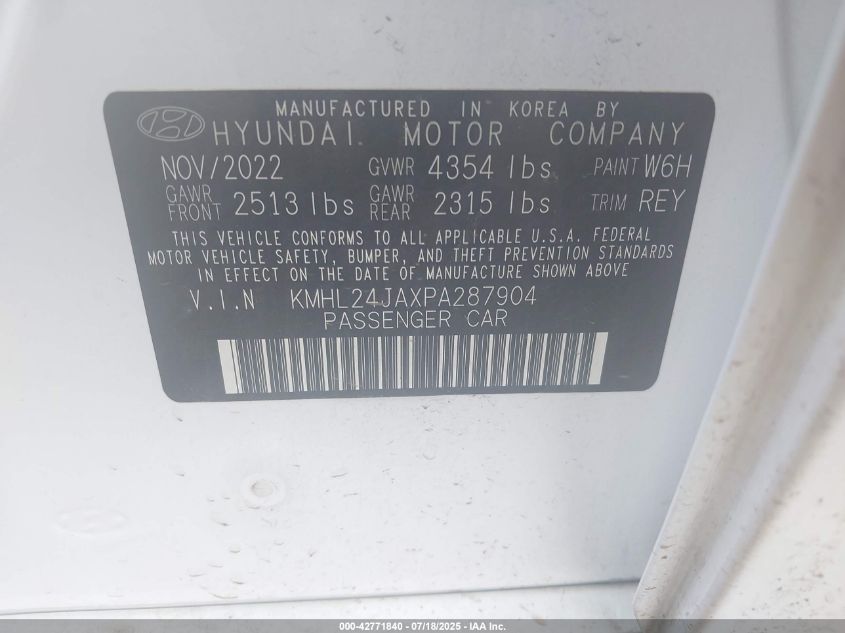 MANUFACTURED IN KOREA BY
HYUNDAI MOTOR COMPANY
NOV/2022 GVWR 4354 lbs PAINT W6H
GAWR FRONT 2513 lbs GAWR REAR 2315 lbs TRIM REY
THIS VEHICLE CONFORMS TO ALL APPLICABLE U.S.A. FEDERAL
MOTOR VEHICLE SAFETY, BUMPER, AND THEFT PREVENTION STANDARDS
IN EFFECT ON THE DATE OF MANUFACTURE SHOWN ABOVE
V.I.N KMHL24JAXPA287904
PASSENGER CAR
000-42771840 - 07/18/2025 - IAA Inc.